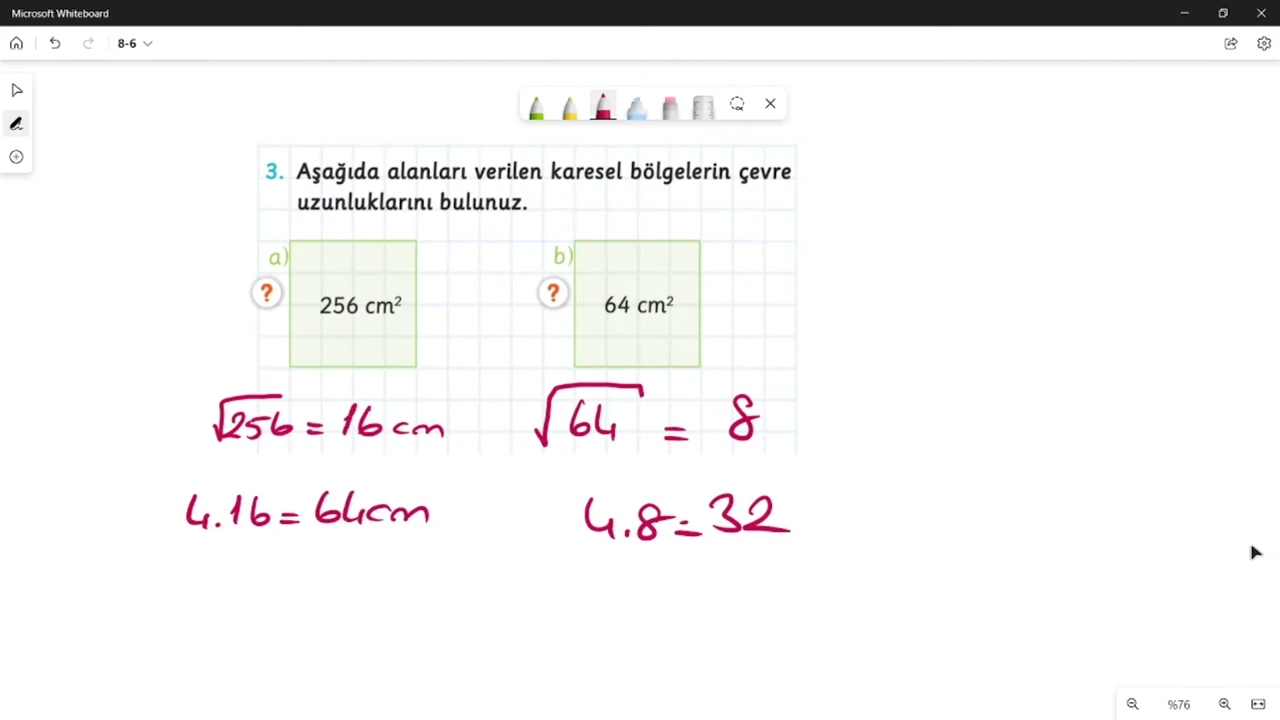 Microsoft Whiteboard
8-6
3. Aşağıda alanları verilen karesel bölgelerin çevre
uzunluklarını bulunuz.
a)
?
256 cm²
b)
?
64 cm²
√256 = 16 cm
√64 = 8
4.16 = 64cm
4.8 = 32
%76